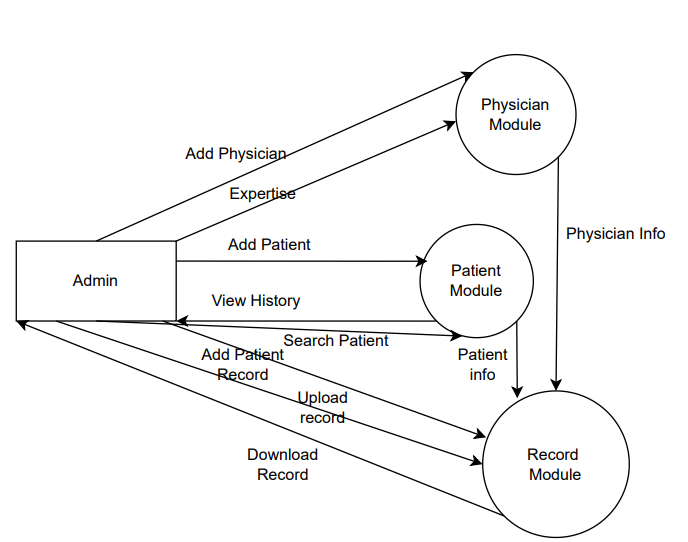 Physician
Module
Add Physician
Expertise
Physician Info
Add Patient
Admin
Patient
Module
View History
Search Patient
Add Patient
Record
Patient
info
Upload
record
Download
Record
Record
Module